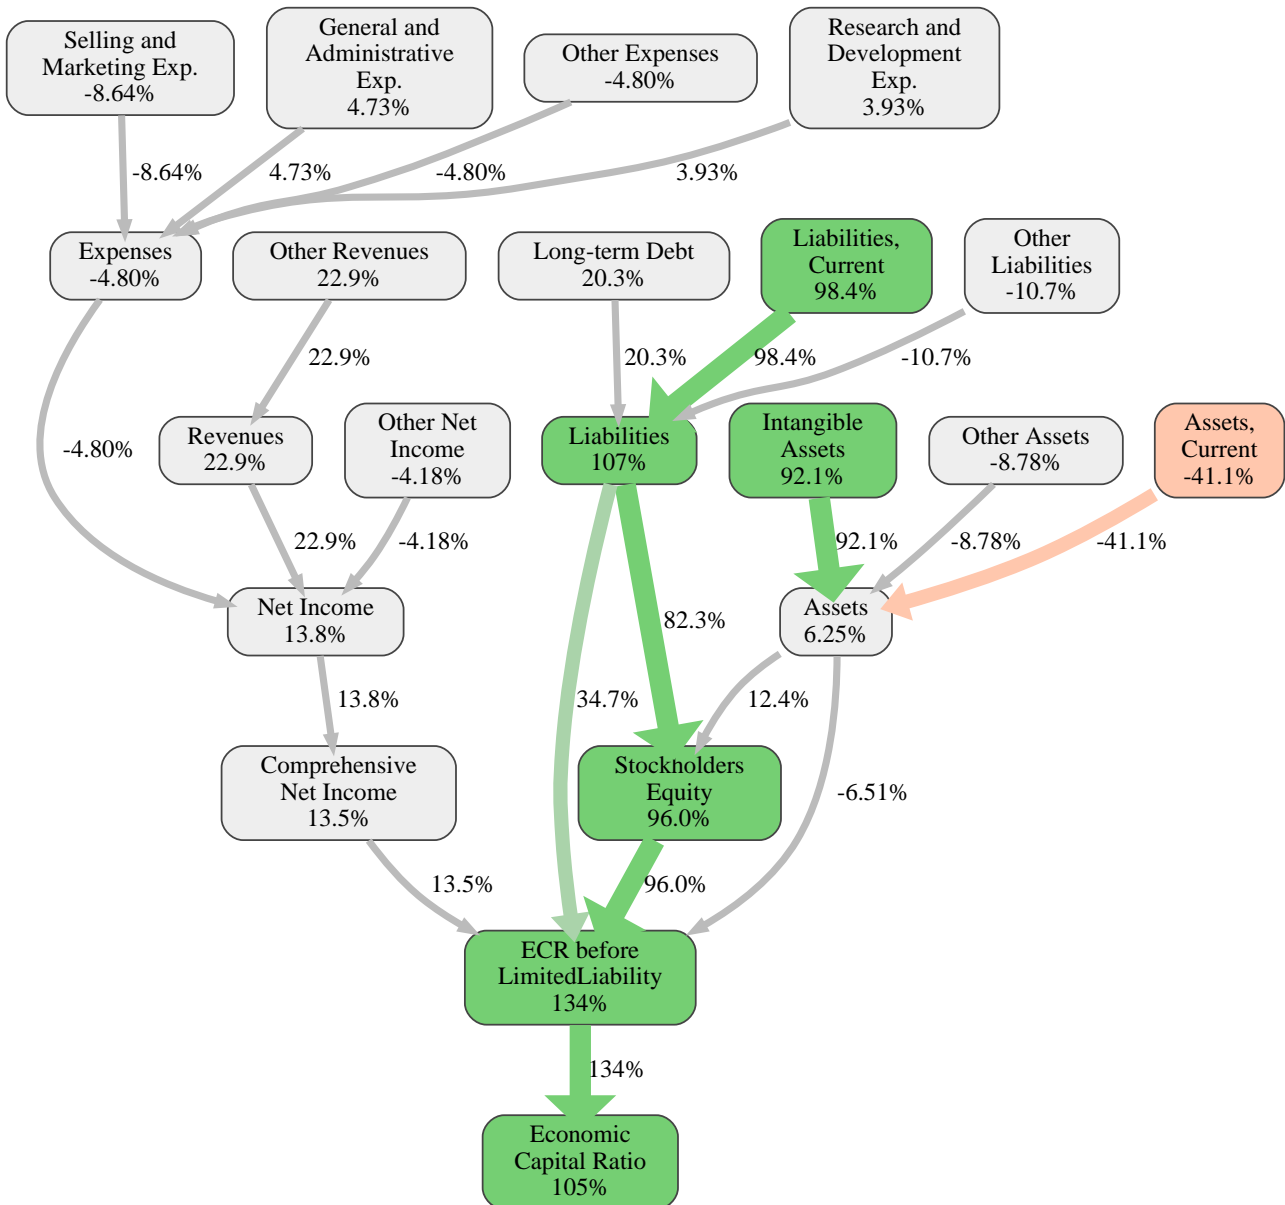 Selling and
Marketing Exp.
-8.64%
General and
Administrative
Exp.
4.73%
Other Expenses
-4.80%
Research and
Development
Exp.
3.93%
-8.64%
4.73%
-4.80%
3.93%
Expenses
-4.80%
Other Revenues
22.9%
Long-term Debt
20.3%
Liabilities,
Current
98.4%
Other
Liabilities
-10.7%
22.9%
20.3%
98.4%
-10.7%
-4.80%
Revenues
22.9%
Other Net
Income
-4.18%
Liabilities
107%
Intangible
Assets
92.1%
Other Assets
-8.78%
Assets,
Current
-41.1%
22.9%
-4.18%
92.1%
-8.78%
-41.1%
Net Income
13.8%
82.3%
Assets
6.25%
13.8%
34.7%
12.4%
Comprehensive
Net Income
13.5%
Stockholders
Equity
96.0%
-6.51%
13.5%
96.0%
ECR before
LimitedLiability
134%
134%
Economic
Capital Ratio
105%